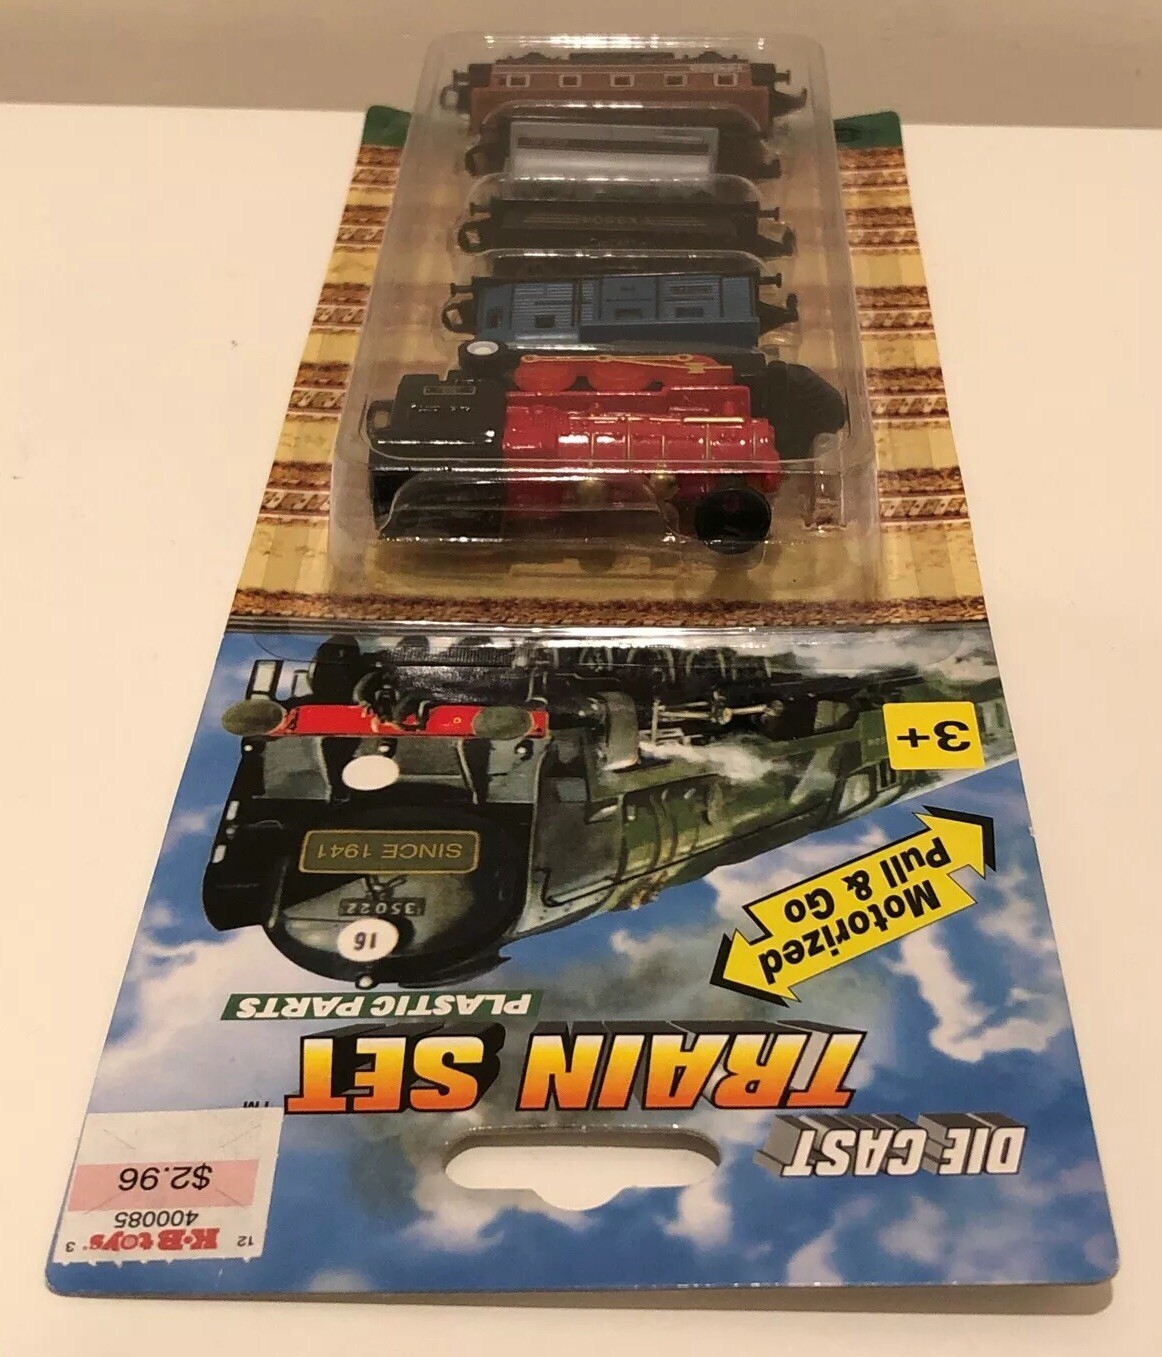 DIE CAST
TRAIN SET
TM
PLASTIC PARTS
Motorized
Pull & Go
3+
16
35022
SINCE 1941
12
K·B toys
3
400085
$2.96